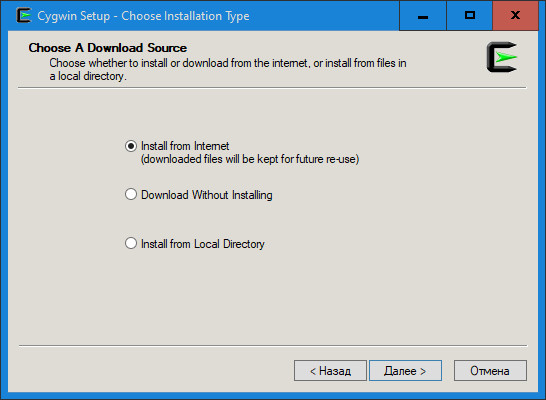 Cygwin Setup - Choose Installation Type
Choose A Download Source
Choose whether to install or download from the internet, or install from files in
a local directory.
Install from Internet
(downloaded files will be kept for future re-use)
Download Without Installing
Install from Local Directory
< Назад
Далее >
Отмена